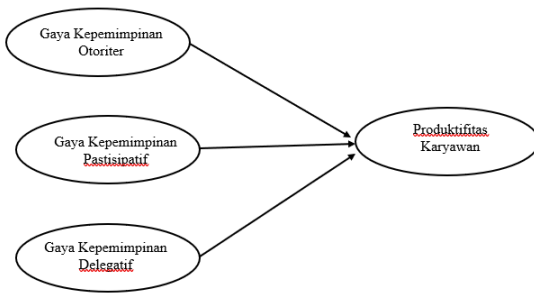 Gaya Kepemimpinan
Otoriter
Gaya Kepemimpinan
Pastisipatif
Produktifitas
Karyawan
Gaya Kepemimpinan
Delegatif